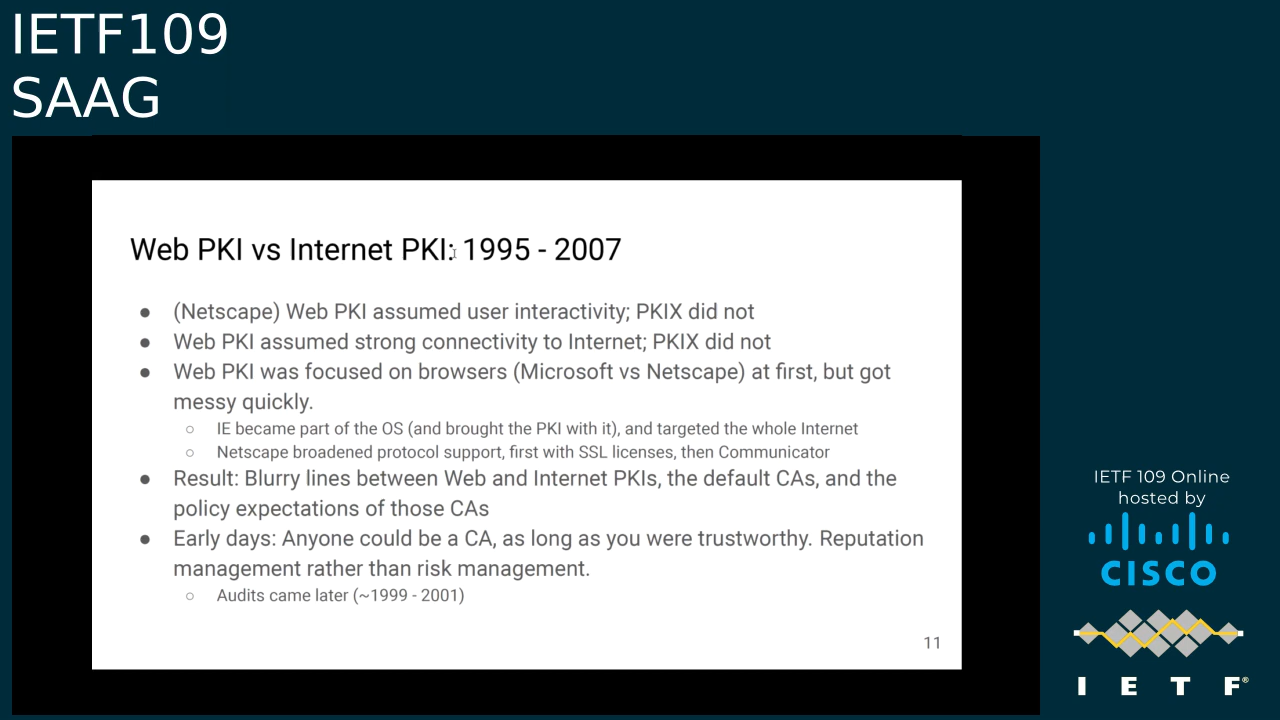 IETF109
SAAG
Web PKI vs Internet PKI: 1995 - 2007
● (Netscape) Web PKI assumed user interactivity; PKIX did not
● Web PKI assumed strong connectivity to Internet; PKIX did not
● Web PKI was focused on browsers (Microsoft vs Netscape) at first, but got
messy quickly.
○ IE became part of the OS (and brought the PKI with it), and targeted the whole Internet
○ Netscape broadened protocol support, first with SSL licenses, then Communicator
● Result: Blurry lines between Web and Internet PKIs, the default CAs, and the
policy expectations of those CAs
● Early days: Anyone could be a CA, as long as you were trustworthy. Reputation
management rather than risk management.
○ Audits came later (~1999 - 2001)
11
IETF 109 Online
hosted by
CISCO
I E T F®